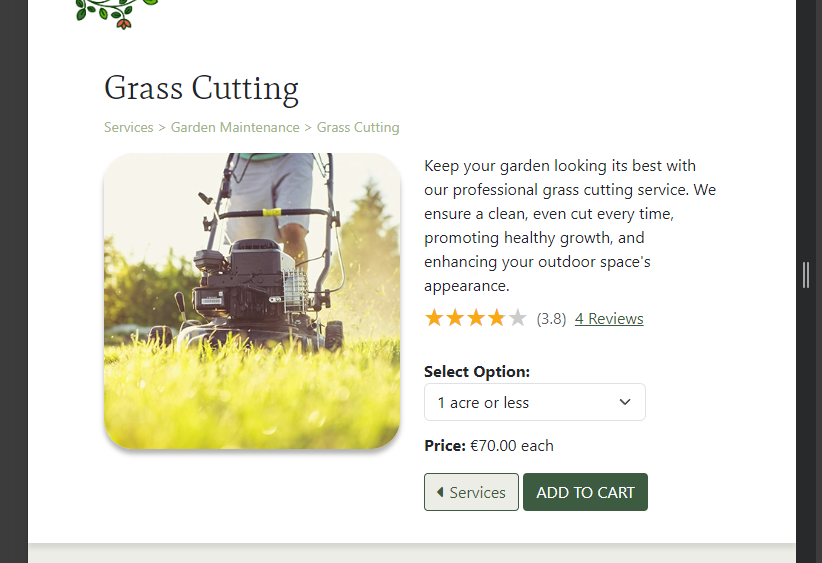 Grass Cutting
Services > Garden Maintenance > Grass Cutting
Keep your garden looking its best with
our professional grass cutting service. We
ensure a clean, even cut every time,
promoting healthy growth, and
enhancing your outdoor space's
appearance.
(3.8) 4 Reviews
Select Option:
1 acre or less
Price: €70.00 each
Services ADD TO CART